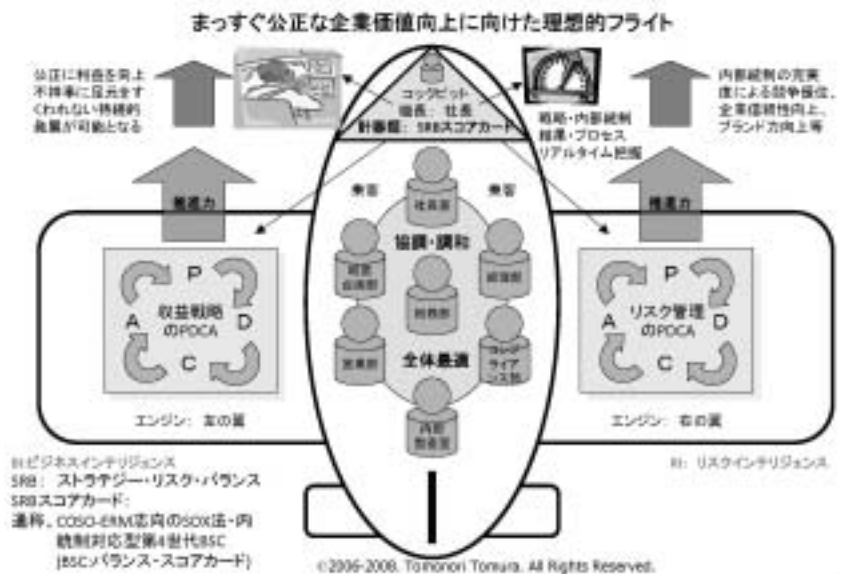 まっすぐ公正な企業価値向上に向けた理想的フライト
公正に利益を向上
不祥事に足元をす
くわれない持続的
発展が可能となる
コックピット
機長: 社長
計器盤: SRBスコアカード
戦略・内部統制
結果・プロセス
リアルタイム把握
内部統制の充実
度による競争優位、
企業信頼性向上、
ブランド力向上等
推進力
乗客
乗客
推進力
協調・調和
経営
企画部
総務部
P
A
D
C
収益戦略
のPDCA
P
A
D
C
リスク管理
のPDCA
営業部
全体最適
コンプ
ライア
ンス部
内部
監査室
エンジン: 左の翼
エンジン: 右の翼
BI:ビジネスインテリジェンス
RI: リスクインテリジェンス
SRB: ストラテジー・リスク・バランス
SRBスコアカード:
通称、COSO-ERM志向のSOX法・内
統制対応型第4世代BSC
(BSC:バランス・スコアカード)
©2006-2008. Tomonori Tomura. All Rights Reserved.